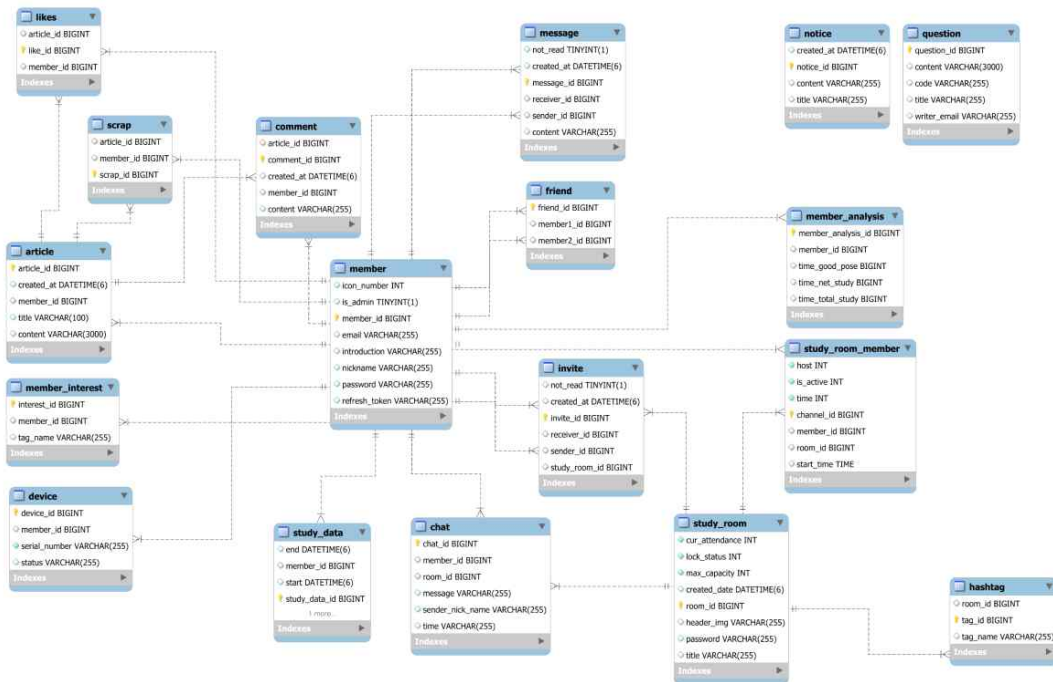 likes
article_id BIGINT
like_id BIGINT
member_id BIGINT
Indexes
scrap
article_id BIGINT
member_id BIGINT
scrap_id BIGINT
Indexes
comment
article_id BIGINT
comment_id BIGINT
created_at DATETIME(6)
member_id BIGINT
content VARCHAR(255)
Indexes
message
not_read TINYINT(1)
created_at DATETIME(6)
message_id BIGINT
receiver_id BIGINT
sender_id BIGINT
content VARCHAR(255)
Indexes
notice
created_at DATETIME(6)
notice_id BIGINT
content VARCHAR(255)
title VARCHAR(255)
Indexes
question
question_id BIGINT
content VARCHAR(3000)
code VARCHAR(255)
title VARCHAR(255)
writer_email VARCHAR(255)
Indexes
friend
friend_id BIGINT
member1_id BIGINT
member2_id BIGINT
Indexes
member_analysis
member_analysis_id BIGINT
member_id BIGINT
time_good_pose BIGINT
time_net_study BIGINT
time_total_study BIGINT
Indexes
article
article_id BIGINT
created_at DATETIME(6)
member_id BIGINT
title VARCHAR(100)
content VARCHAR(3000)
Indexes
member
icon_number INT
is_admin TINYINT(1)
member_id BIGINT
email VARCHAR(255)
introduction VARCHAR(255)
nickname VARCHAR(255)
password VARCHAR(255)
refresh_token VARCHAR(255)
Indexes
study_room_member
host INT
is_active INT
time INT
channel_id BIGINT
member_id BIGINT
room_id BIGINT
start_time TIME
Indexes
invite
not_read TINYINT(1)
created_at DATETIME(6)
invite_id BIGINT
receiver_id BIGINT
sender_id BIGINT
study_room_id BIGINT
Indexes
member_interest
interest_id BIGINT
member_id BIGINT
tag_name VARCHAR(255)
Indexes
device
device_id BIGINT
member_id BIGINT
serial_number VARCHAR(255)
status VARCHAR(255)
Indexes
study_data
end DATETIME(6)
member_id BIGINT
start DATETIME(6)
study_data_id BIGINT
1 more...
Indexes
chat
chat_id BIGINT
member_id BIGINT
room_id BIGINT
message VARCHAR(255)
sender_nick_name VARCHAR(255)
time VARCHAR(255)
Indexes
study_room
cur_attendance INT
lock_status INT
max_capacity INT
created_date DATETIME(6)
room_id BIGINT
header_img VARCHAR(255)
password VARCHAR(255)
title VARCHAR(255)
Indexes
hashtag
room_id BIGINT
tag_id BIGINT
tag_name VARCHAR(255)
Indexes